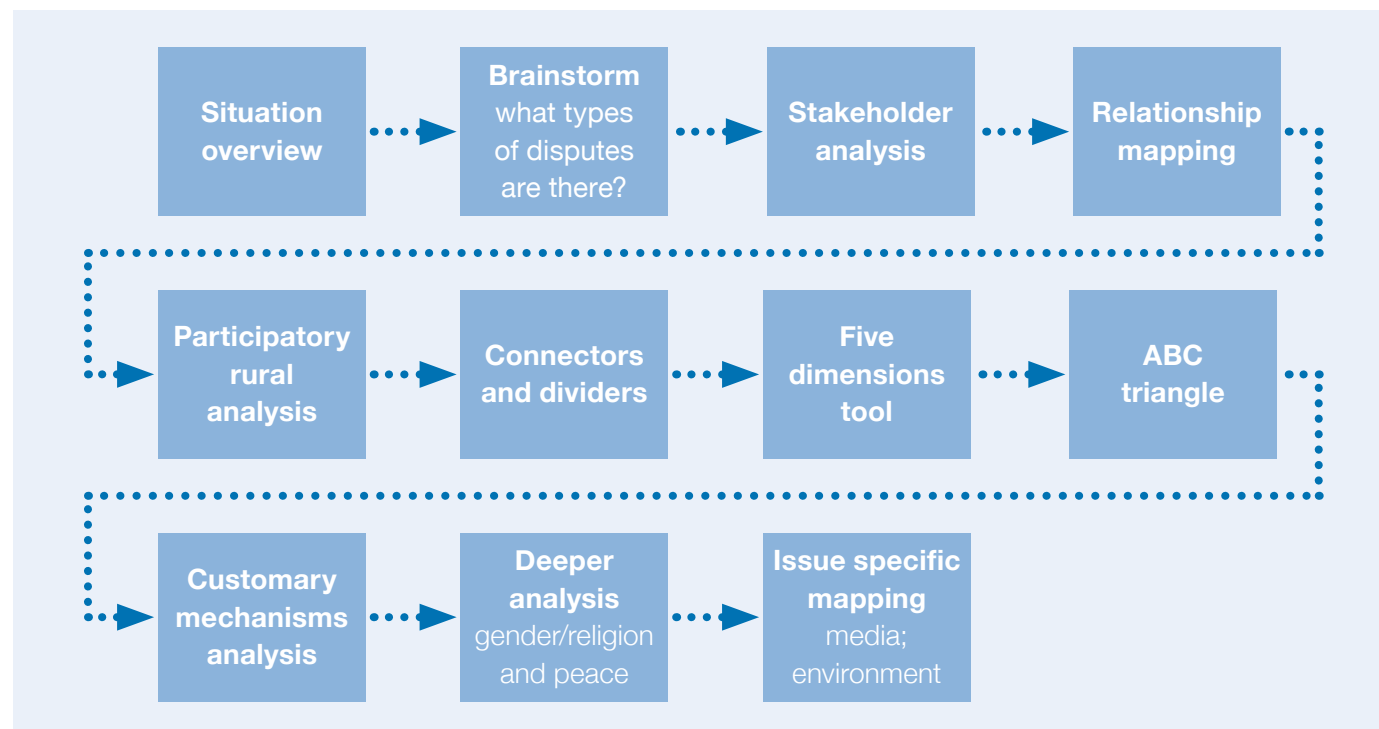 Situation
overview
Brainstorm
what types
of disputes
are there?
Stakeholder
analysis
Relationship
mapping
Participatory
rural
analysis
Connectors
and dividers
Five
dimensions
tool
ABC
triangle
Customary
mechanisms
analysis
Deeper
analysis
gender/religion
and peace
Issue specific
mapping
media;
environment